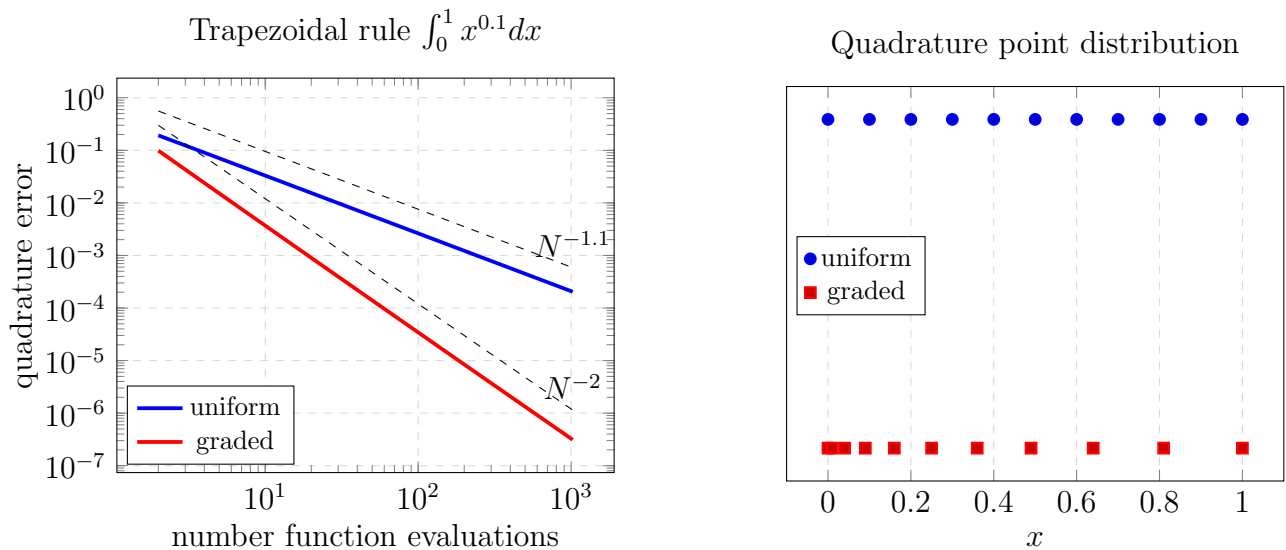 Trapezoidal rule $\int_0^1 x^{0.1}dx$
quadrature error
10^0
10^{-1}
10^{-2}
10^{-3}
10^{-4}
10^{-5}
10^{-6}
10^{-7}
N^{-1.1}
N^{-2}
uniform
graded
10^1 10^2 10^3
number function evaluations
Quadrature point distribution
uniform
graded
0 0.2 0.4 0.6 0.8 1
x